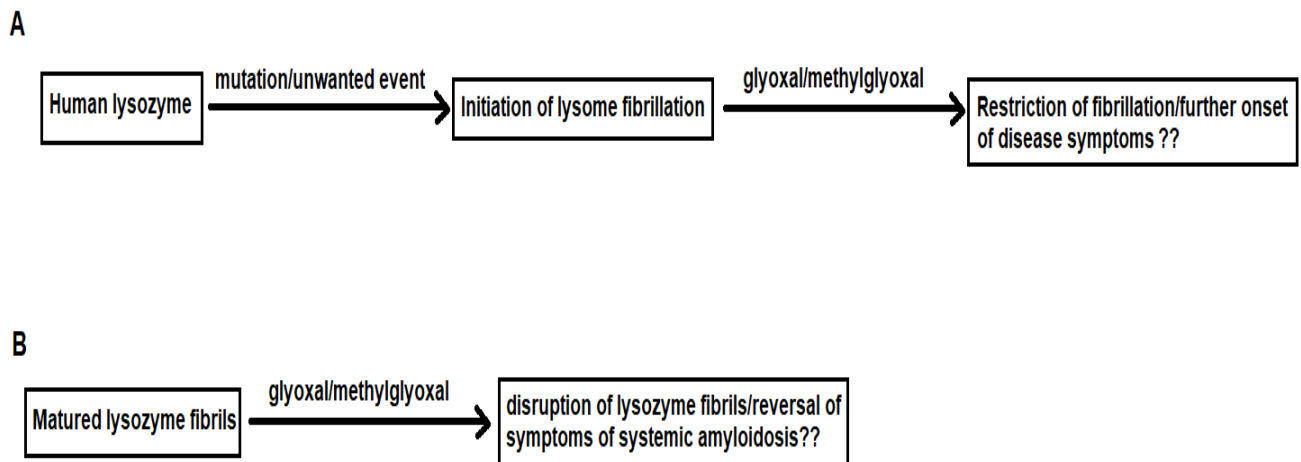 A
mutation/unwanted event
glyoxal/methylglyoxal
Human lysozyme
Initiation of lysome fibrillation
Restriction of fibrillation/further onset
of disease symptoms ??
B
glyoxal/methylglyoxal
Matured lysozyme fibrils
disruption of lysozyme fibrils/reversal of
symptoms of systemic amyloidosis??